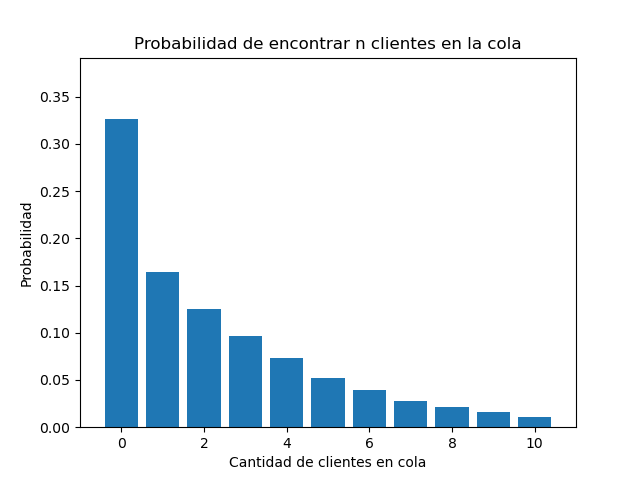 Probabilidad de encontrar n clientes en la cola
0.35
0.30
0.25
0.20
0.15
0.10
0.05
0.00
Probabilidad
0 2 4 6 8 10
Cantidad de clientes en cola